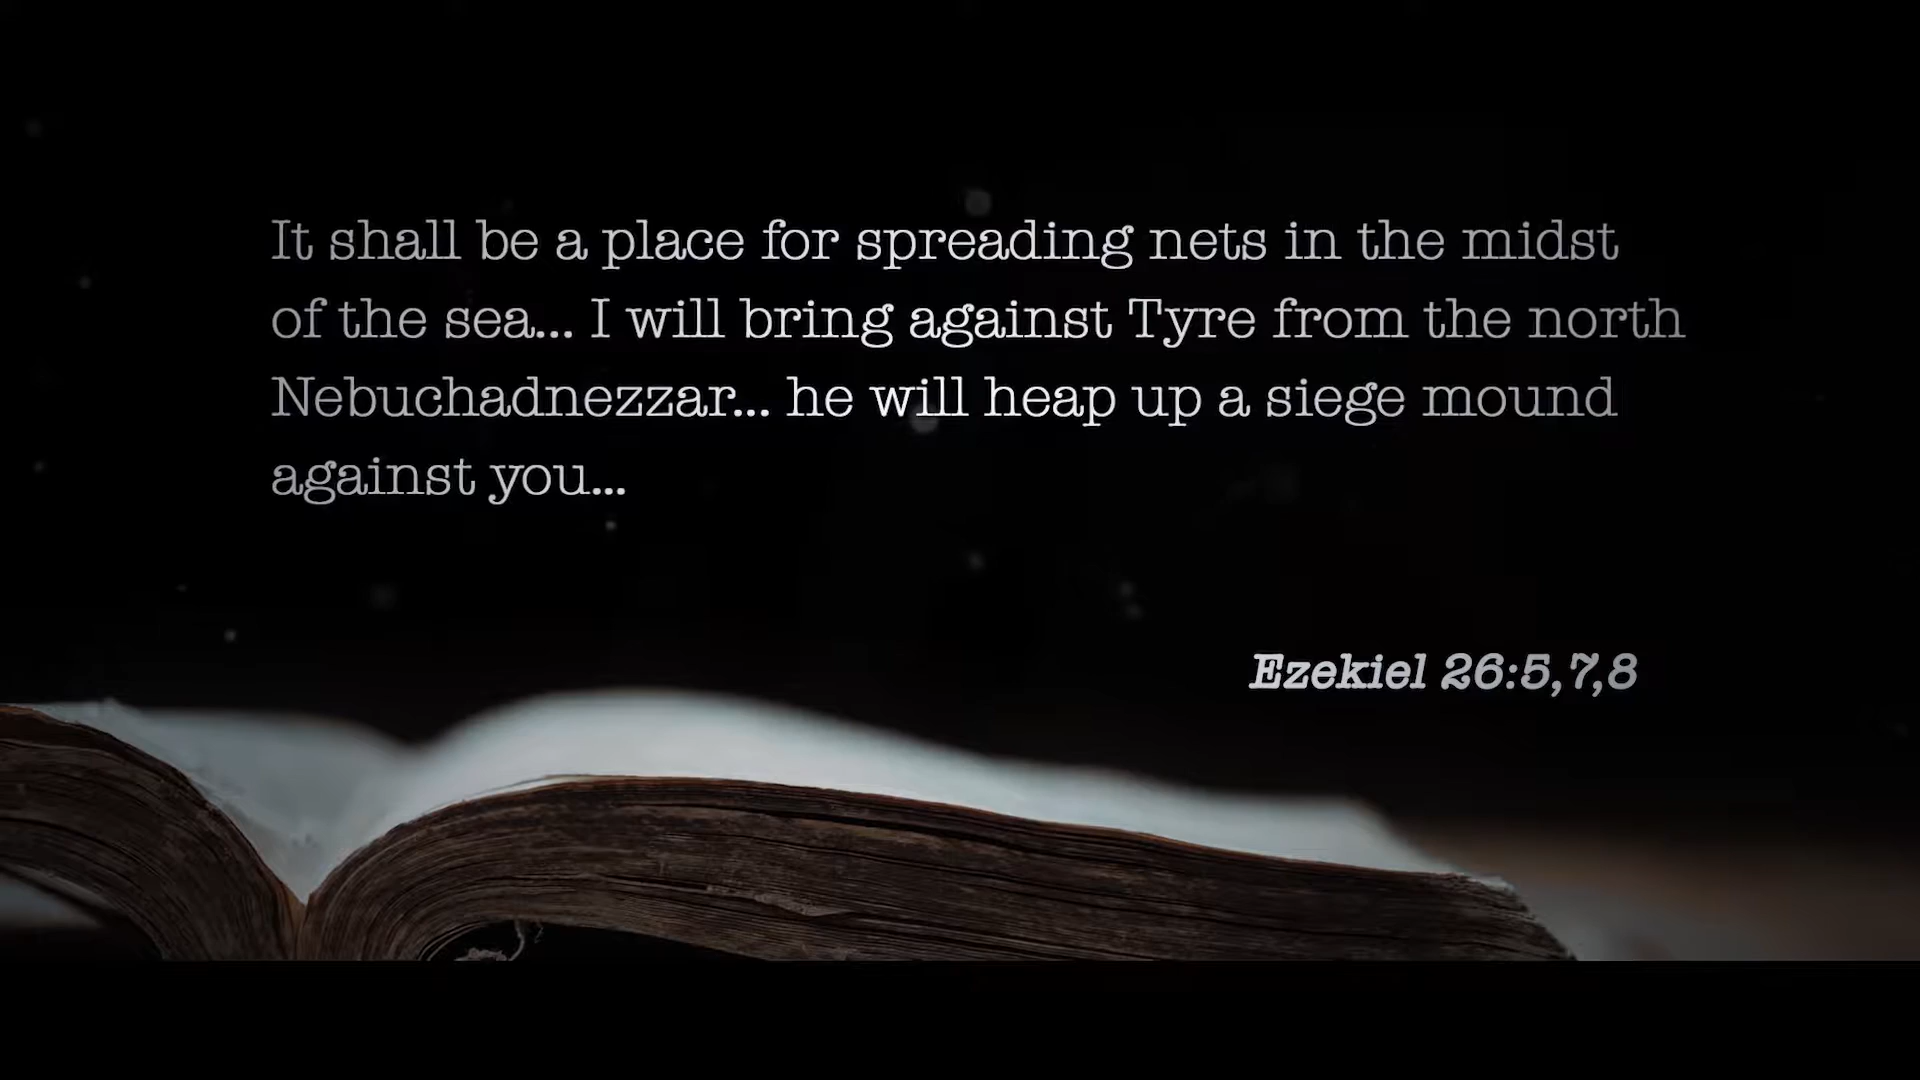 It shall be a place for spreading nets in the midst
of the sea... I will bring against Tyre from the north
Nebuchadnezzar... he will heap up a siege mound
against you...
Ezekiel 26:5,7,8